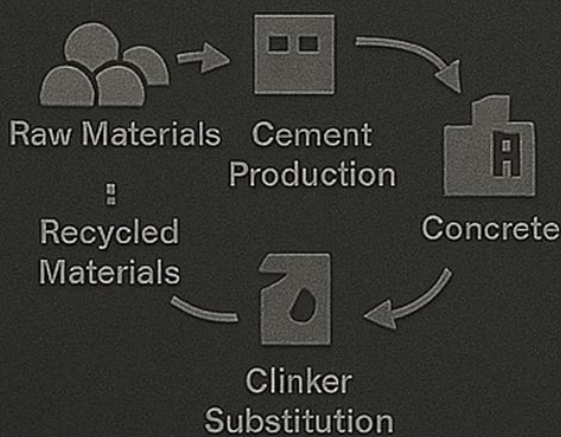 Raw Materials
Cement
Production
Concrete
Clinker
Substitution
Recycled
Materials